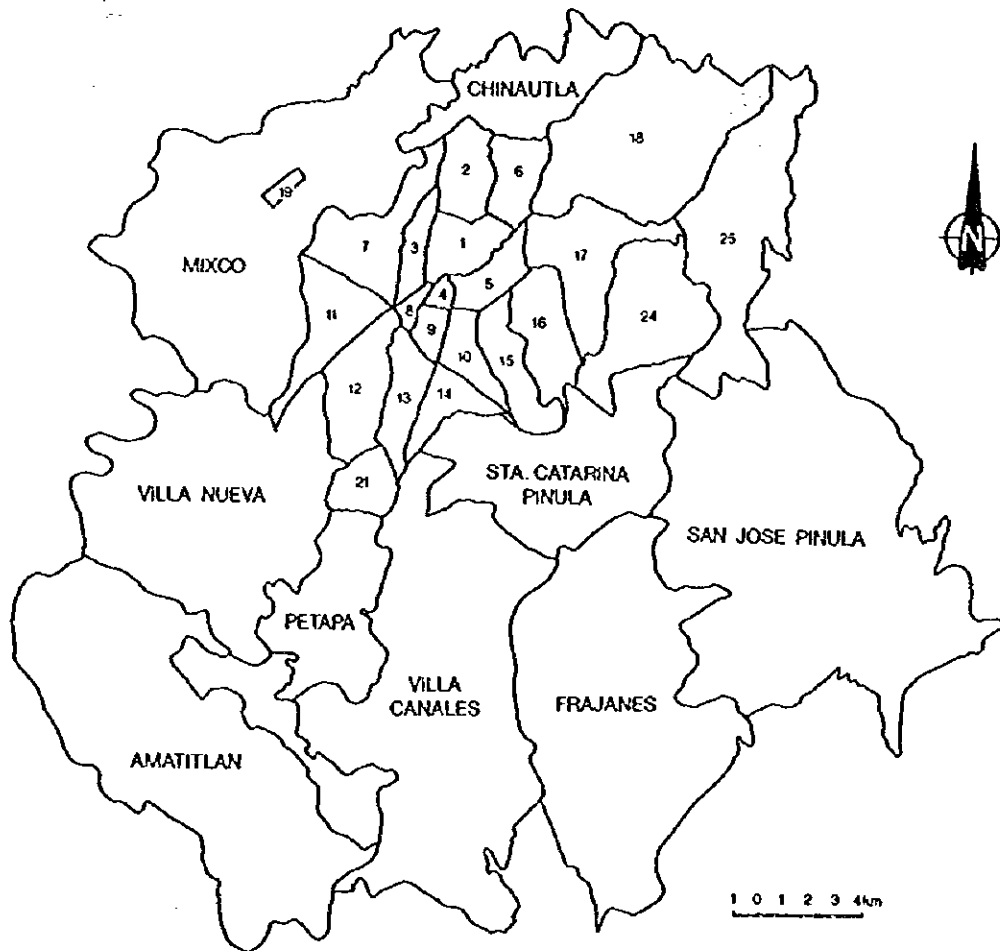 CHINAUTLA
18
2
6
19
25
7
3
1
17
MIXCO
5
4
11
8
16
24
9
10
15
12
13
14
STA. CATARINA
PINULA
21
VILLA NUEVA
SAN JOSE PINULA
PETAPA
VILLA
CANALES
FRAJANES
AMATITLAN
N
1 0 1 2 3 4km